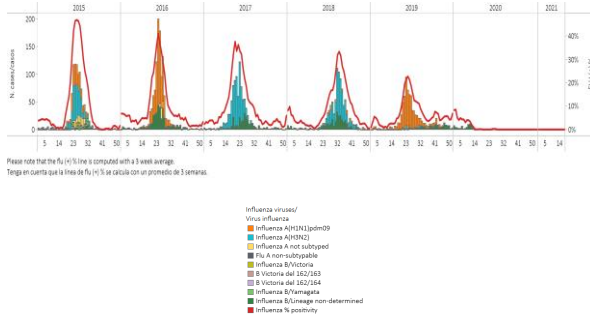 2015 2016 2017 2018 2019 2020 2021
200
150
100
50
0
N. cases/casos
40%
30%
20%
10%
0%
5 14 23 32 41 50 5 14 23 32 41 50 5 14 23 32 41 50 5 14 23 32 41 50 5 14 23 32 41 50 5 14 23 32 41 50 5 14
Please note that the flu (+) % line is computed with a 3 week average.
Tenga en cuenta que la línea de flu (+) % se calcula con un promedio de 3 semanas.
Influenza viruses/
Virus influenza
Influenza A(H1N1)pdm09
Influenza A(H3N2)
Influenza A not subtyped
Flu A non-subtypable
Influenza B/Victoria
B Victoria del 162/163
B Victoria del 162/164
Influenza B/Yamagata
Influenza B/Lineage non-determined
Influenza % positivity